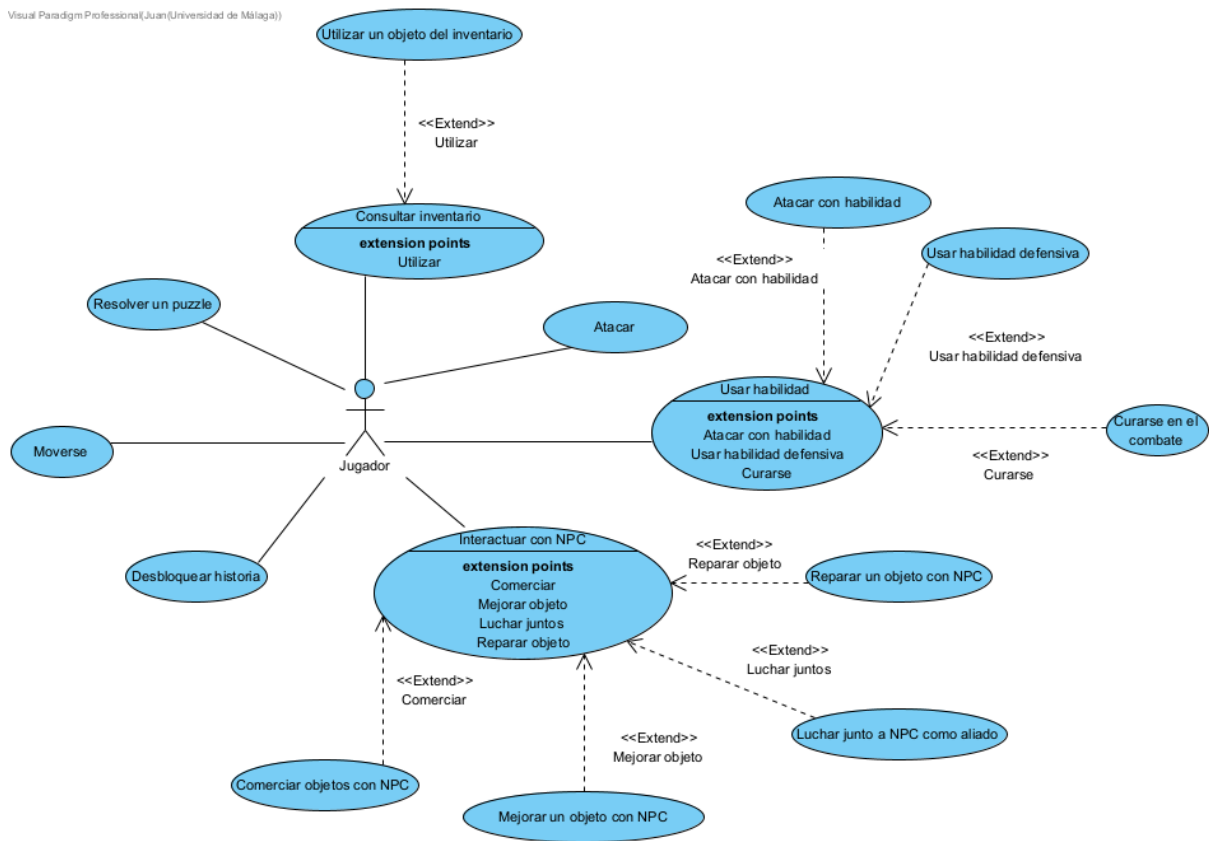 Visual Paradigm Professional(Juan(Universidad de Málaga))
Utilizar un objeto del inventario
<<Extend>>
Utilizar
Consultar inventario
extension points
Utilizar
Atacar con habilidad
<<Extend>>
Atacar con habilidad
Usar habilidad defensiva
Resolver un puzzle
Atacar
<<Extend>>
Usar habilidad defensiva
Usar habilidad
extension points
Atacar con habilidad
Usar habilidad defensiva
Curarse
Curarse en el
combate
<<Extend>>
Curarse
Moverse
Jugador
Desbloquear historia
Interactuar con NPC
extension points
Comerciar
Mejorar objeto
Luchar juntos
Reparar objeto
<<Extend>>
Reparar objeto
Reparar un objeto con NPC
<<Extend>>
Luchar juntos
Luchar junto a NPC como aliado
<<Extend>>
Comerciar
Comerciar objetos con NPC
<<Extend>>
Mejorar objeto
Mejorar un objeto con NPC